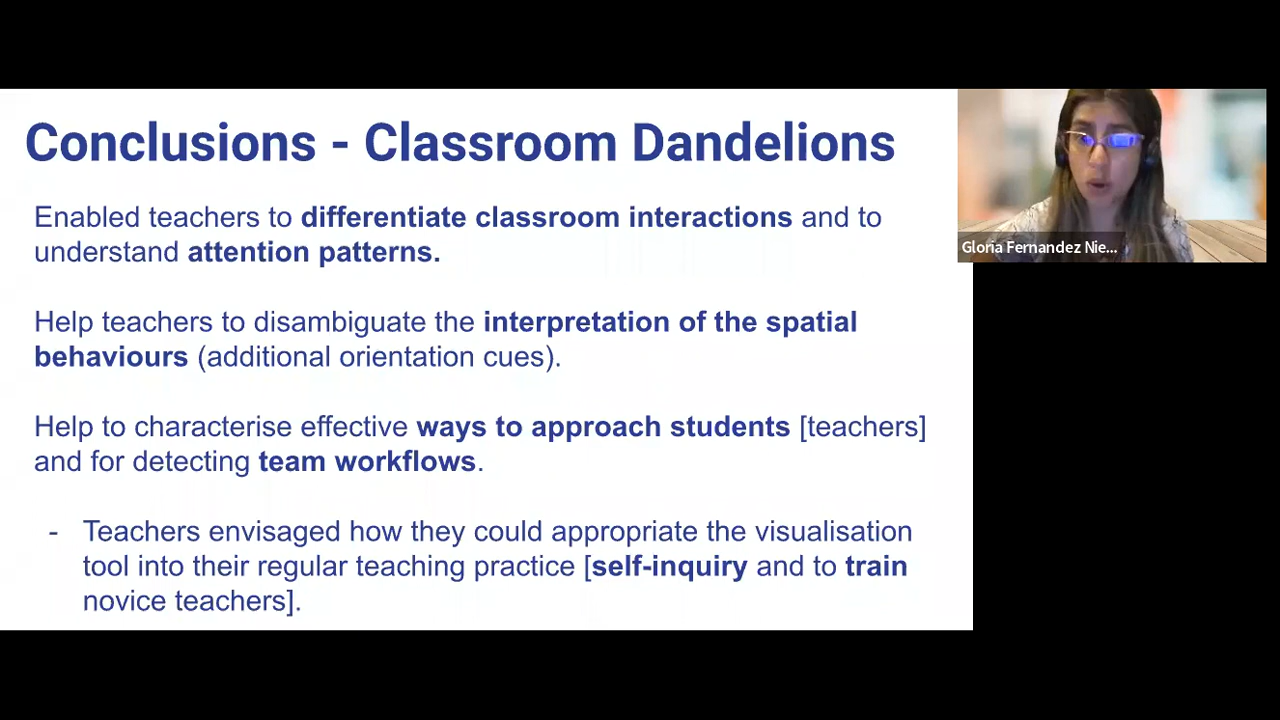 Conclusions - Classroom Dandelions
Enabled teachers to differentiate classroom interactions and to
understand attention patterns.
Help teachers to disambiguate the interpretation of the spatial
behaviours (additional orientation cues).
Help to characterise effective ways to approach students [teachers]
and for detecting team workflows.
- Teachers envisaged how they could appropriate the visualisation
tool into their regular teaching practice [self-inquiry and to train
novice teachers].
Gloria Fernandez Nie...